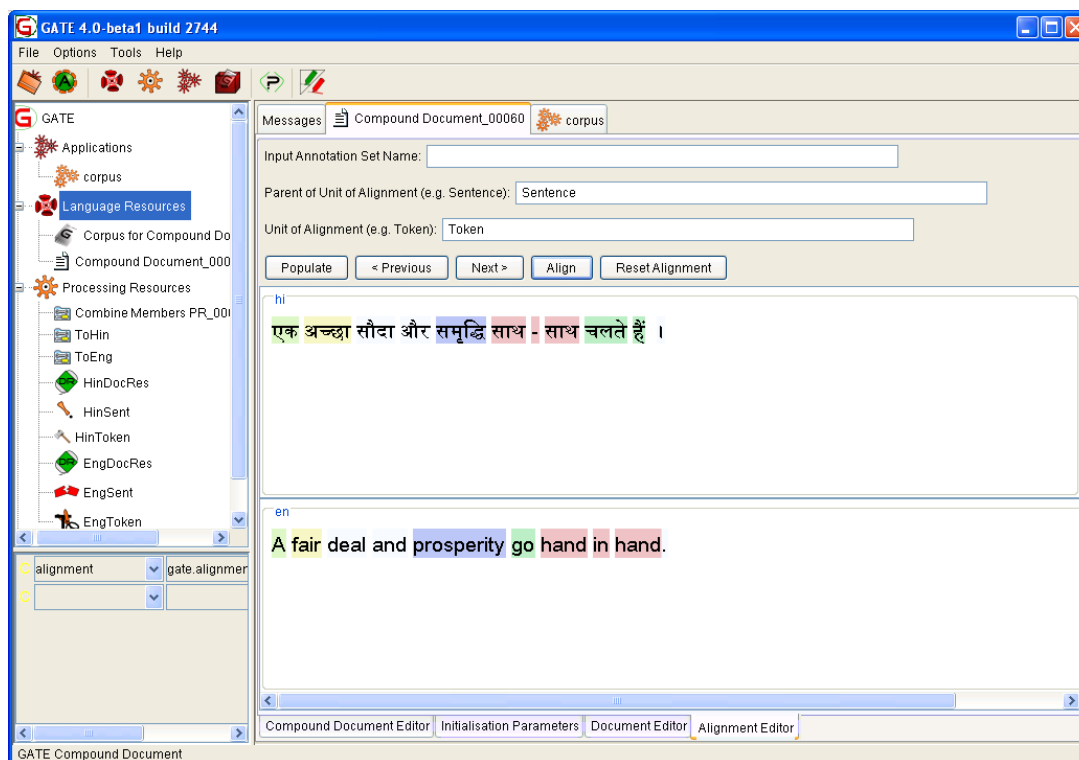 GATE 4.0-beta1 build 2744
File Options Tools Help
GATE
Applications
corpus
Language Resources
Corpus for Compound Do
Compound Document_000
Processing Resources
Combine Members PR_000
ToHin
ToEng
HinDocRes
HinSent
HinToken
EngDocRes
EngSent
EngToken
alignment gate.alignmen
Messages Compound Document_00060 corpus
Input Annotation Set Name:
Parent of Unit of Alignment (e.g. Sentence): Sentence
Unit of Alignment (e.g. Token): Token
Populate < Previous Next > Align Reset Alignment
hi
एक अच्छा सौदा और समृद्धि साथ - साथ चलते हैं ।
en
A fair deal and prosperity go hand in hand.
Compound Document Editor Initialisation Parameters Document Editor Alignment Editor
GATE Compound Document